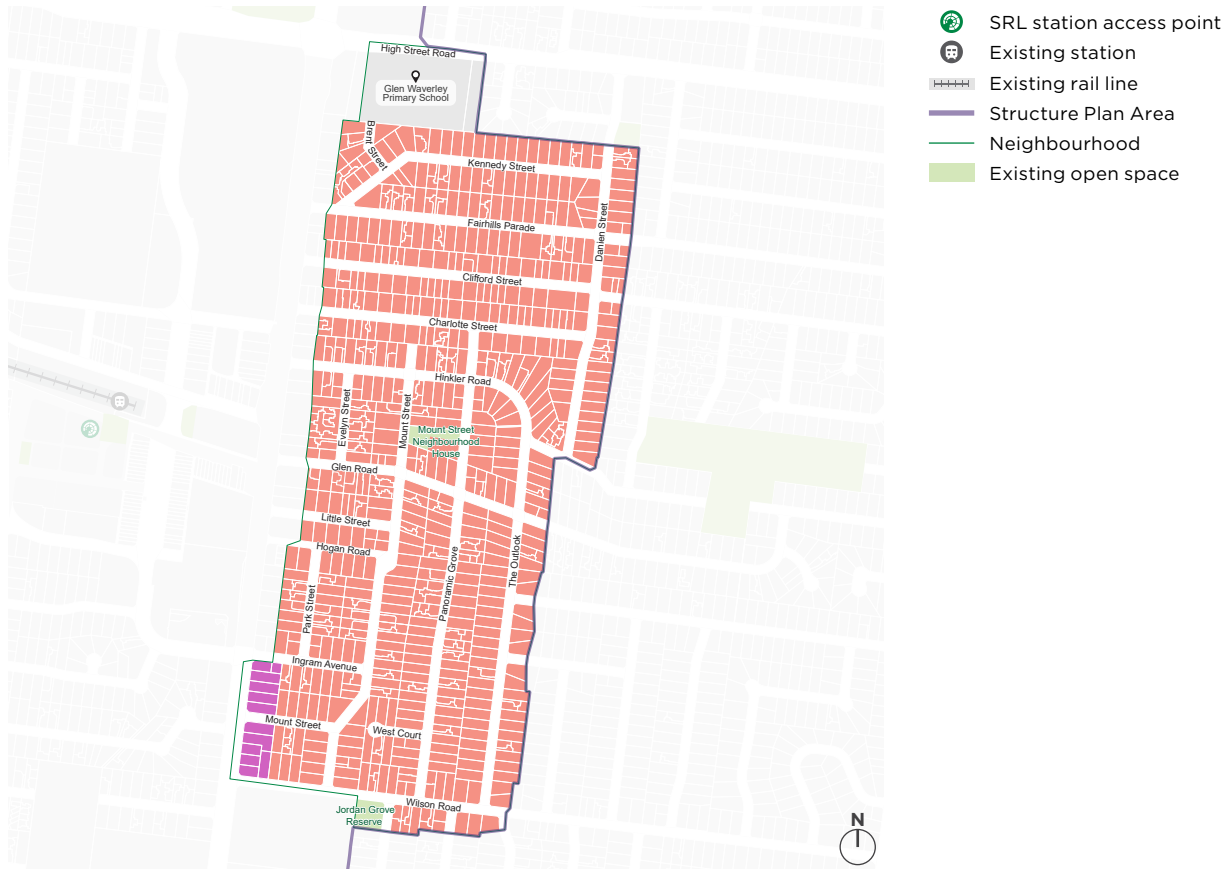 High Street Road
Glen Waverley
Primary School
Brent Street
Kennedy Street
Fairhills Parade
Danien Street
Clifford Street
Charlotte Street
Hinkler Road
Evelyn Street
Mount Street
Mount Street
Neighbourhood
House
Glen Road
Little Street
Hogan Road
The Outlook
Panoramic Grove
Park Street
Ingram Avenue
Mount Street
West Court
Wilson Road
Jordan Grove
Reserve
N
SRL station access point
Existing station
Existing rail line
Structure Plan Area
Neighbourhood
Existing open space